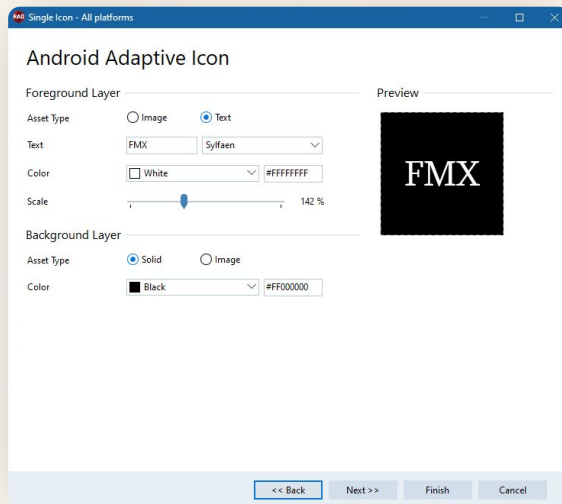 RAD Single Icon - All platforms
Android Adaptive Icon
Foreground Layer
Preview
Asset Type Image Text
Text FMX Sylfaen
Color White #FFFFFFFF
Scale 142 %
FMX
Background Layer
Asset Type Solid Image
Color Black #FF000000
<< Back Next >> Finish Cancel